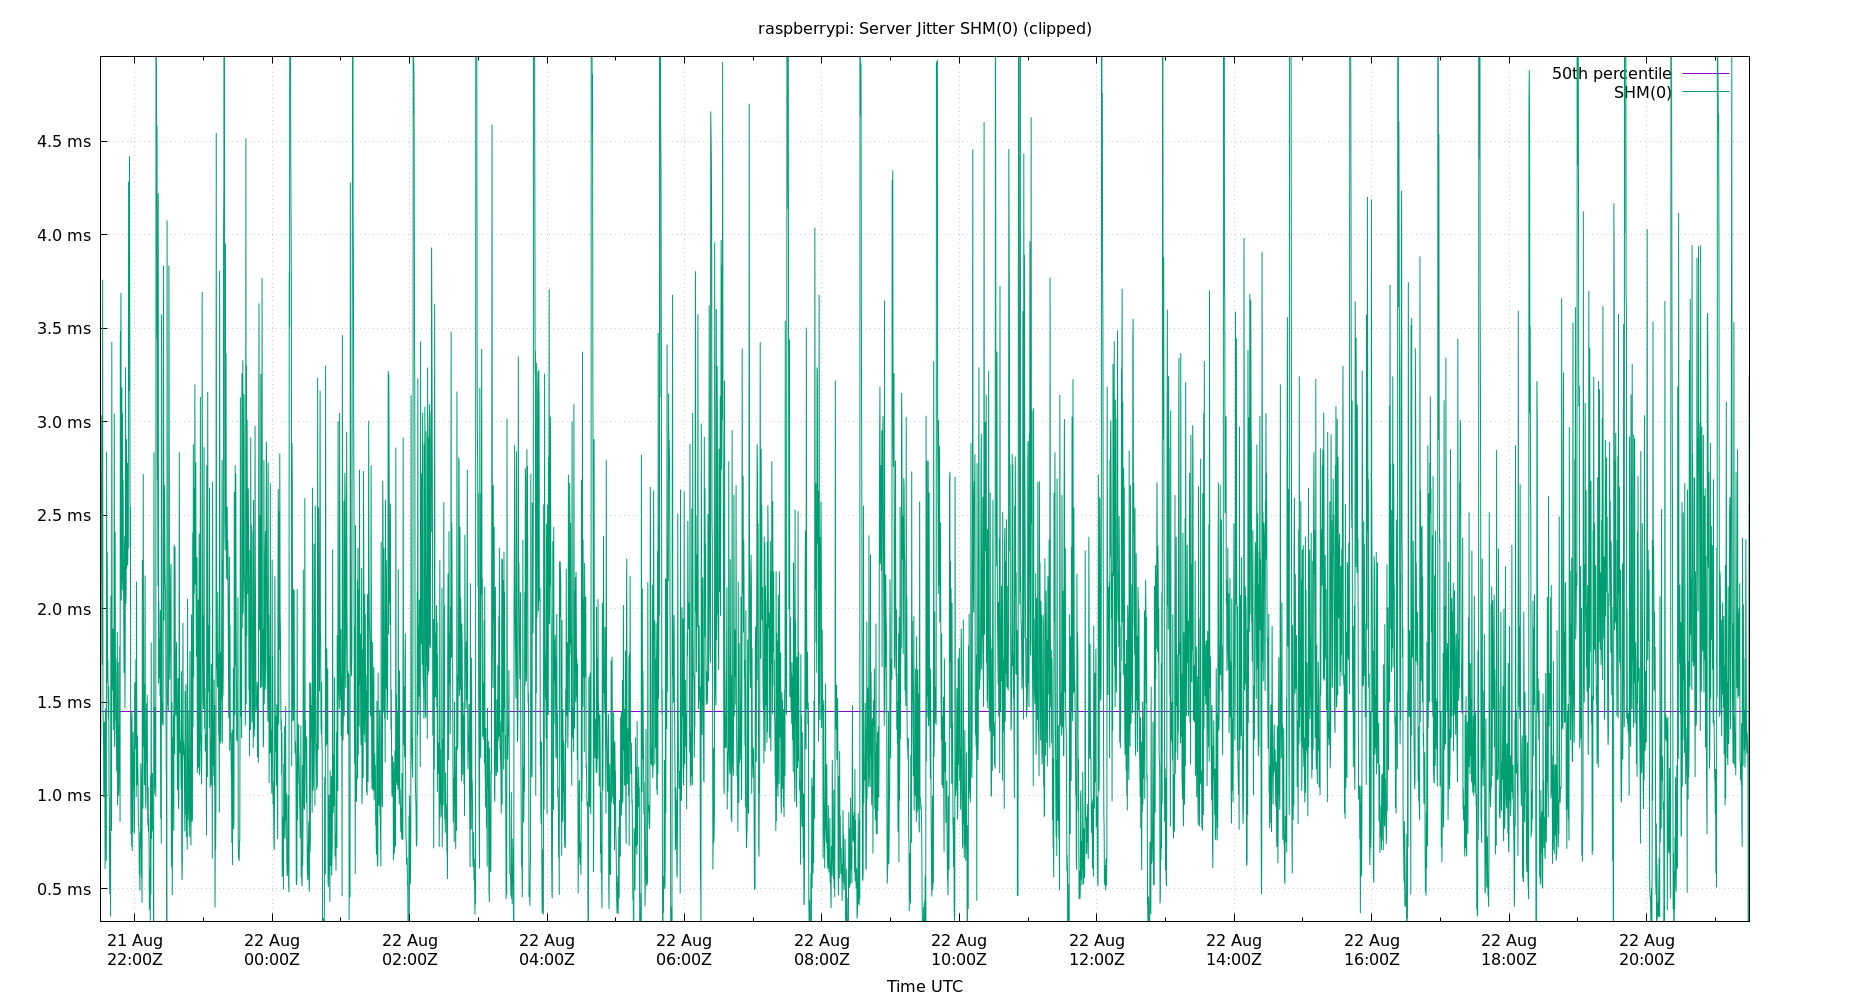 raspberrypi: Server Jitter SHM(0) (clipped)
50th percentile
SHM(0)
4.5 ms
4.0 ms
3.5 ms
3.0 ms
2.5 ms
2.0 ms
1.5 ms
1.0 ms
0.5 ms
21 Aug 22 Aug 22 Aug 22 Aug 22 Aug 22 Aug 22 Aug 22 Aug 22 Aug 22 Aug 22 Aug 22 Aug
22:00Z 00:00Z 02:00Z 04:00Z 06:00Z 08:00Z 10:00Z 12:00Z 14:00Z 16:00Z 18:00Z 20:00Z
Time UTC